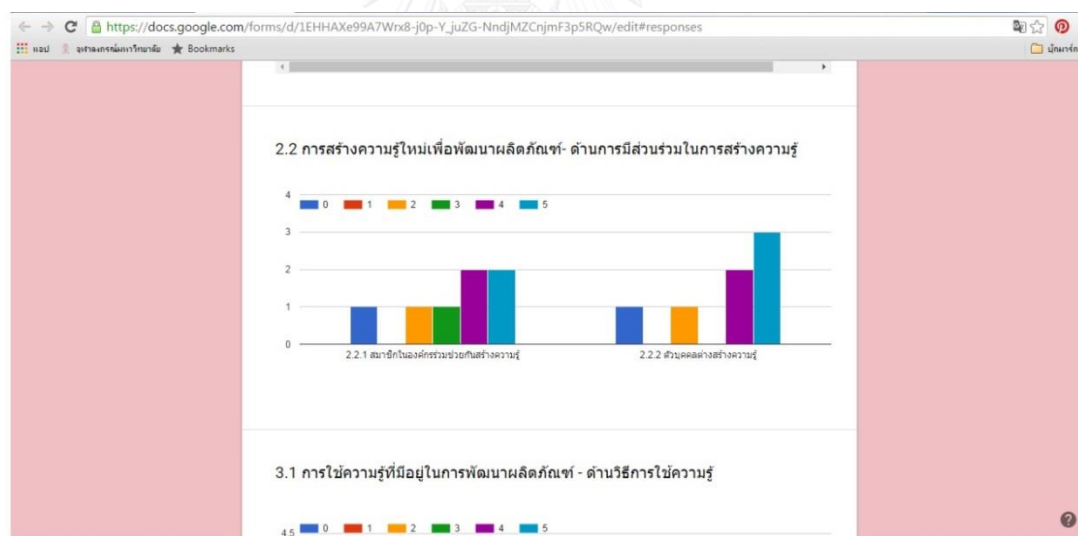 https://docs.google.com/forms/d/1EHHAXe99A7Wrx8-j0p-Y_juZG-NndjMZCnjmF3p5RQw/edit#responses
แอป จุฬาลงกรณ์มหาวิทยาลัย Bookmarks บุ๊กมาร์ก
2.2 การสร้างความรู้ใหม่เพื่อพัฒนาผลิตภัณฑ์- ด้านการมีส่วนร่วมในการสร้างความรู้
4
0 1 2 3 4 5
3
2
1
0
2.2.1 สมาชิกในองค์กรร่วมช่วยกันสร้างความรู้ 2.2.2 ตัวบุคคลต่างสร้างความรู้
3.1 การใช้ความรู้ที่มีอยู่ในการพัฒนาผลิตภัณฑ์ - ด้านวิธีการใช้ความรู้
0 1 2 3 4 5
4.5